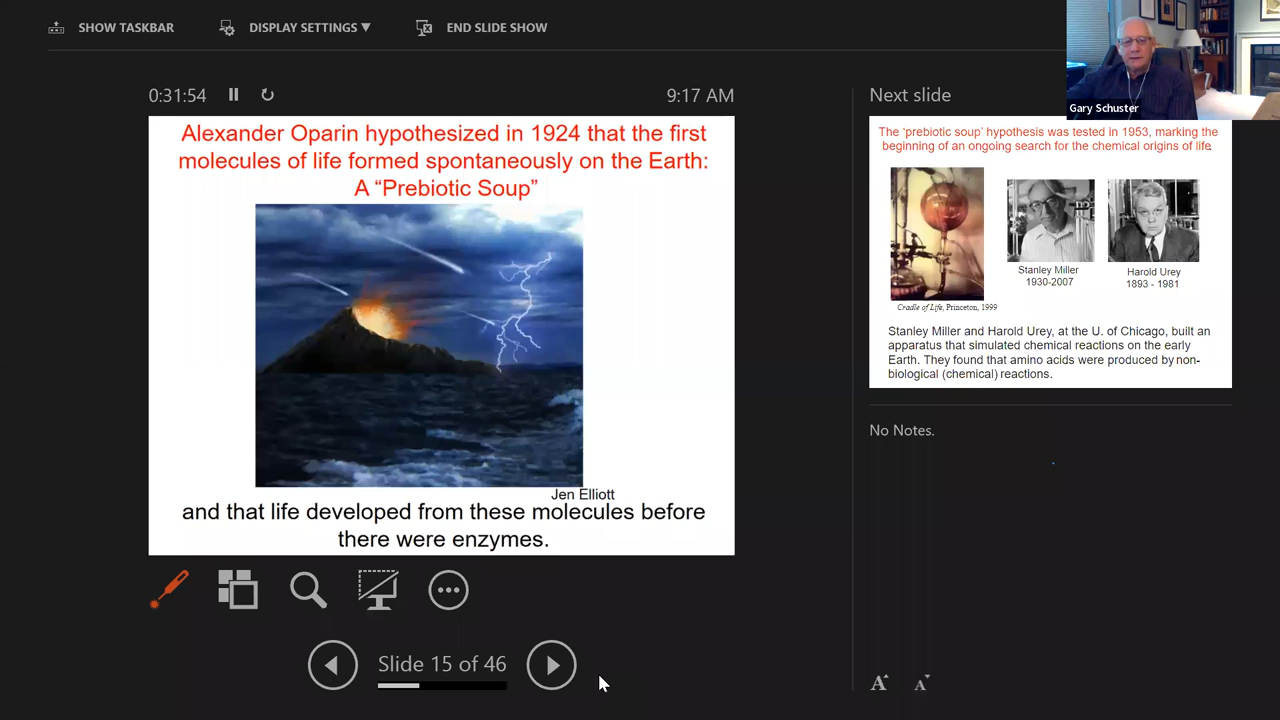 SHOW TASKBAR
DISPLAY SETTINGS ▼
END SLIDE SHOW
0:31:54
9:17 AM
Alexander Oparin hypothesized in 1924 that the first
molecules of life formed spontaneously on the Earth:
A “Prebiotic Soup”
Jen Elliott
and that life developed from these molecules before
there were enzymes.
Slide 15 of 46
Gary Schuster
Next slide
The ‘prebiotic soup’ hypothesis was tested in 1953, marking the
beginning of an ongoing search for the chemical origins of life.
Stanley Miller
1930-2007
Harold Urey
1893 - 1981
Cradle of Life, Princeton, 1999
Stanley Miller and Harold Urey, at the U. of Chicago, built an
apparatus that simulated chemical reactions on the early
Earth. They found that amino acids were produced by non-
biological (chemical) reactions.
No Notes.
A A